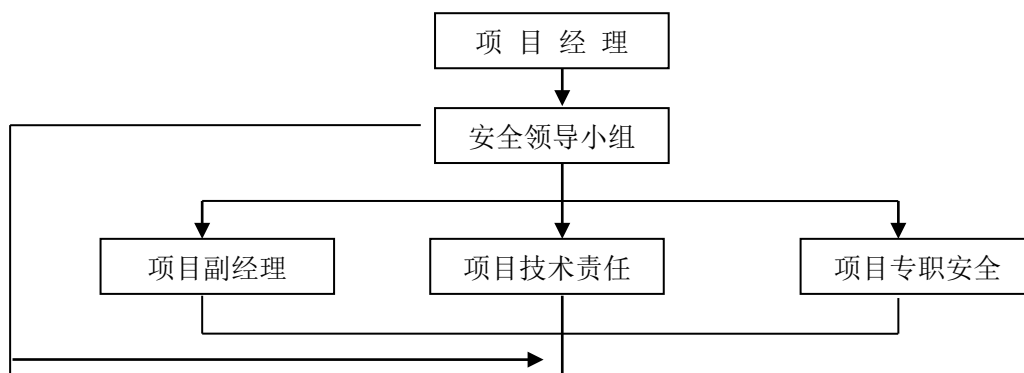 项 目 经 理
安全领导小组
项目副经理
项目技术责任
项目专职安全